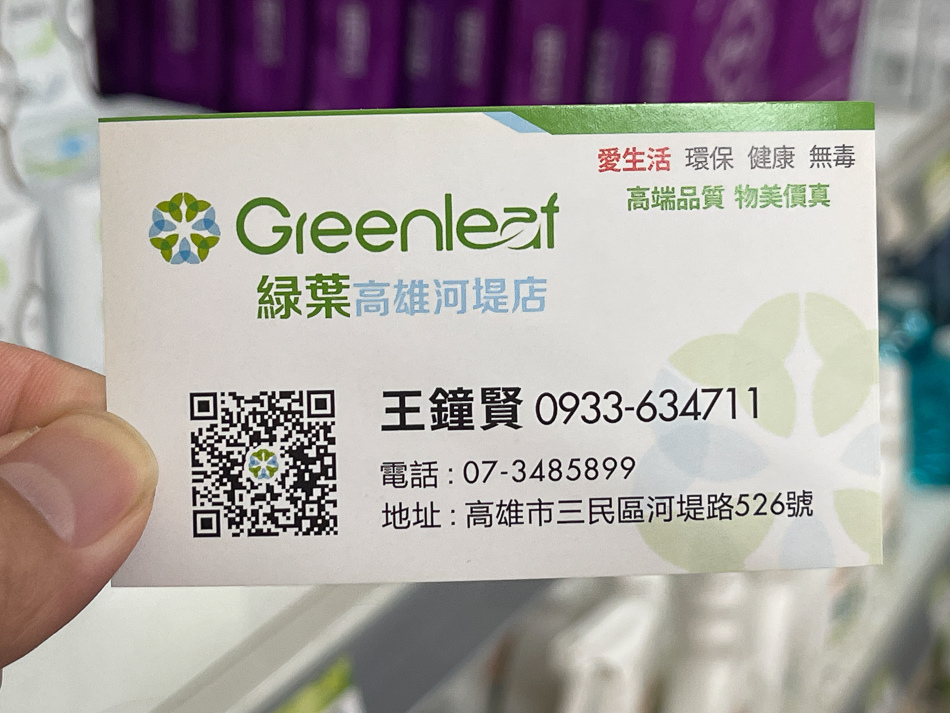 愛生活 環保 健康 無毒
高端品質 物美價真
Greenleaf
緑葉高雄河堤店
王鐘賢 0933-634711
電話 : 07-3485899
地址 : 高雄市三民區河堤路526號